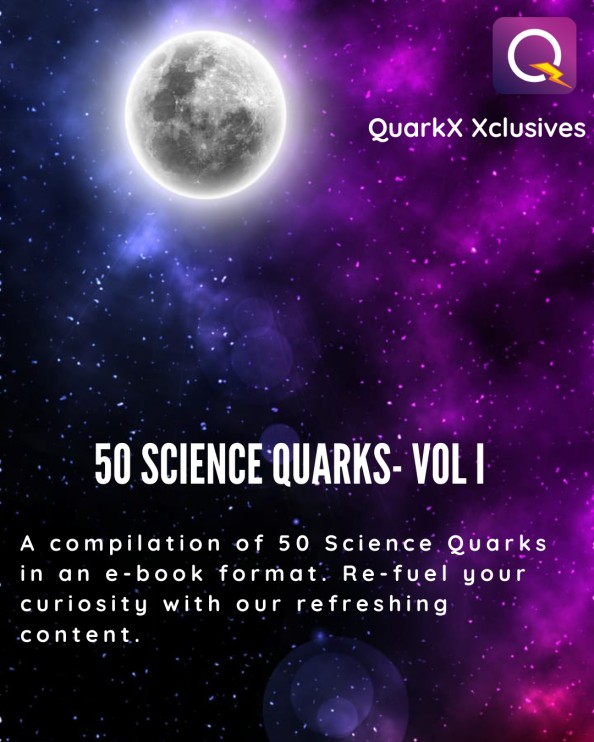 Q
QuarkX Xclusives
50 SCIENCE QUARKS- VOL I
A compilation of 50 Science Quarks
in an e-book format. Re-fuel your
curiosity with our refreshing
content.